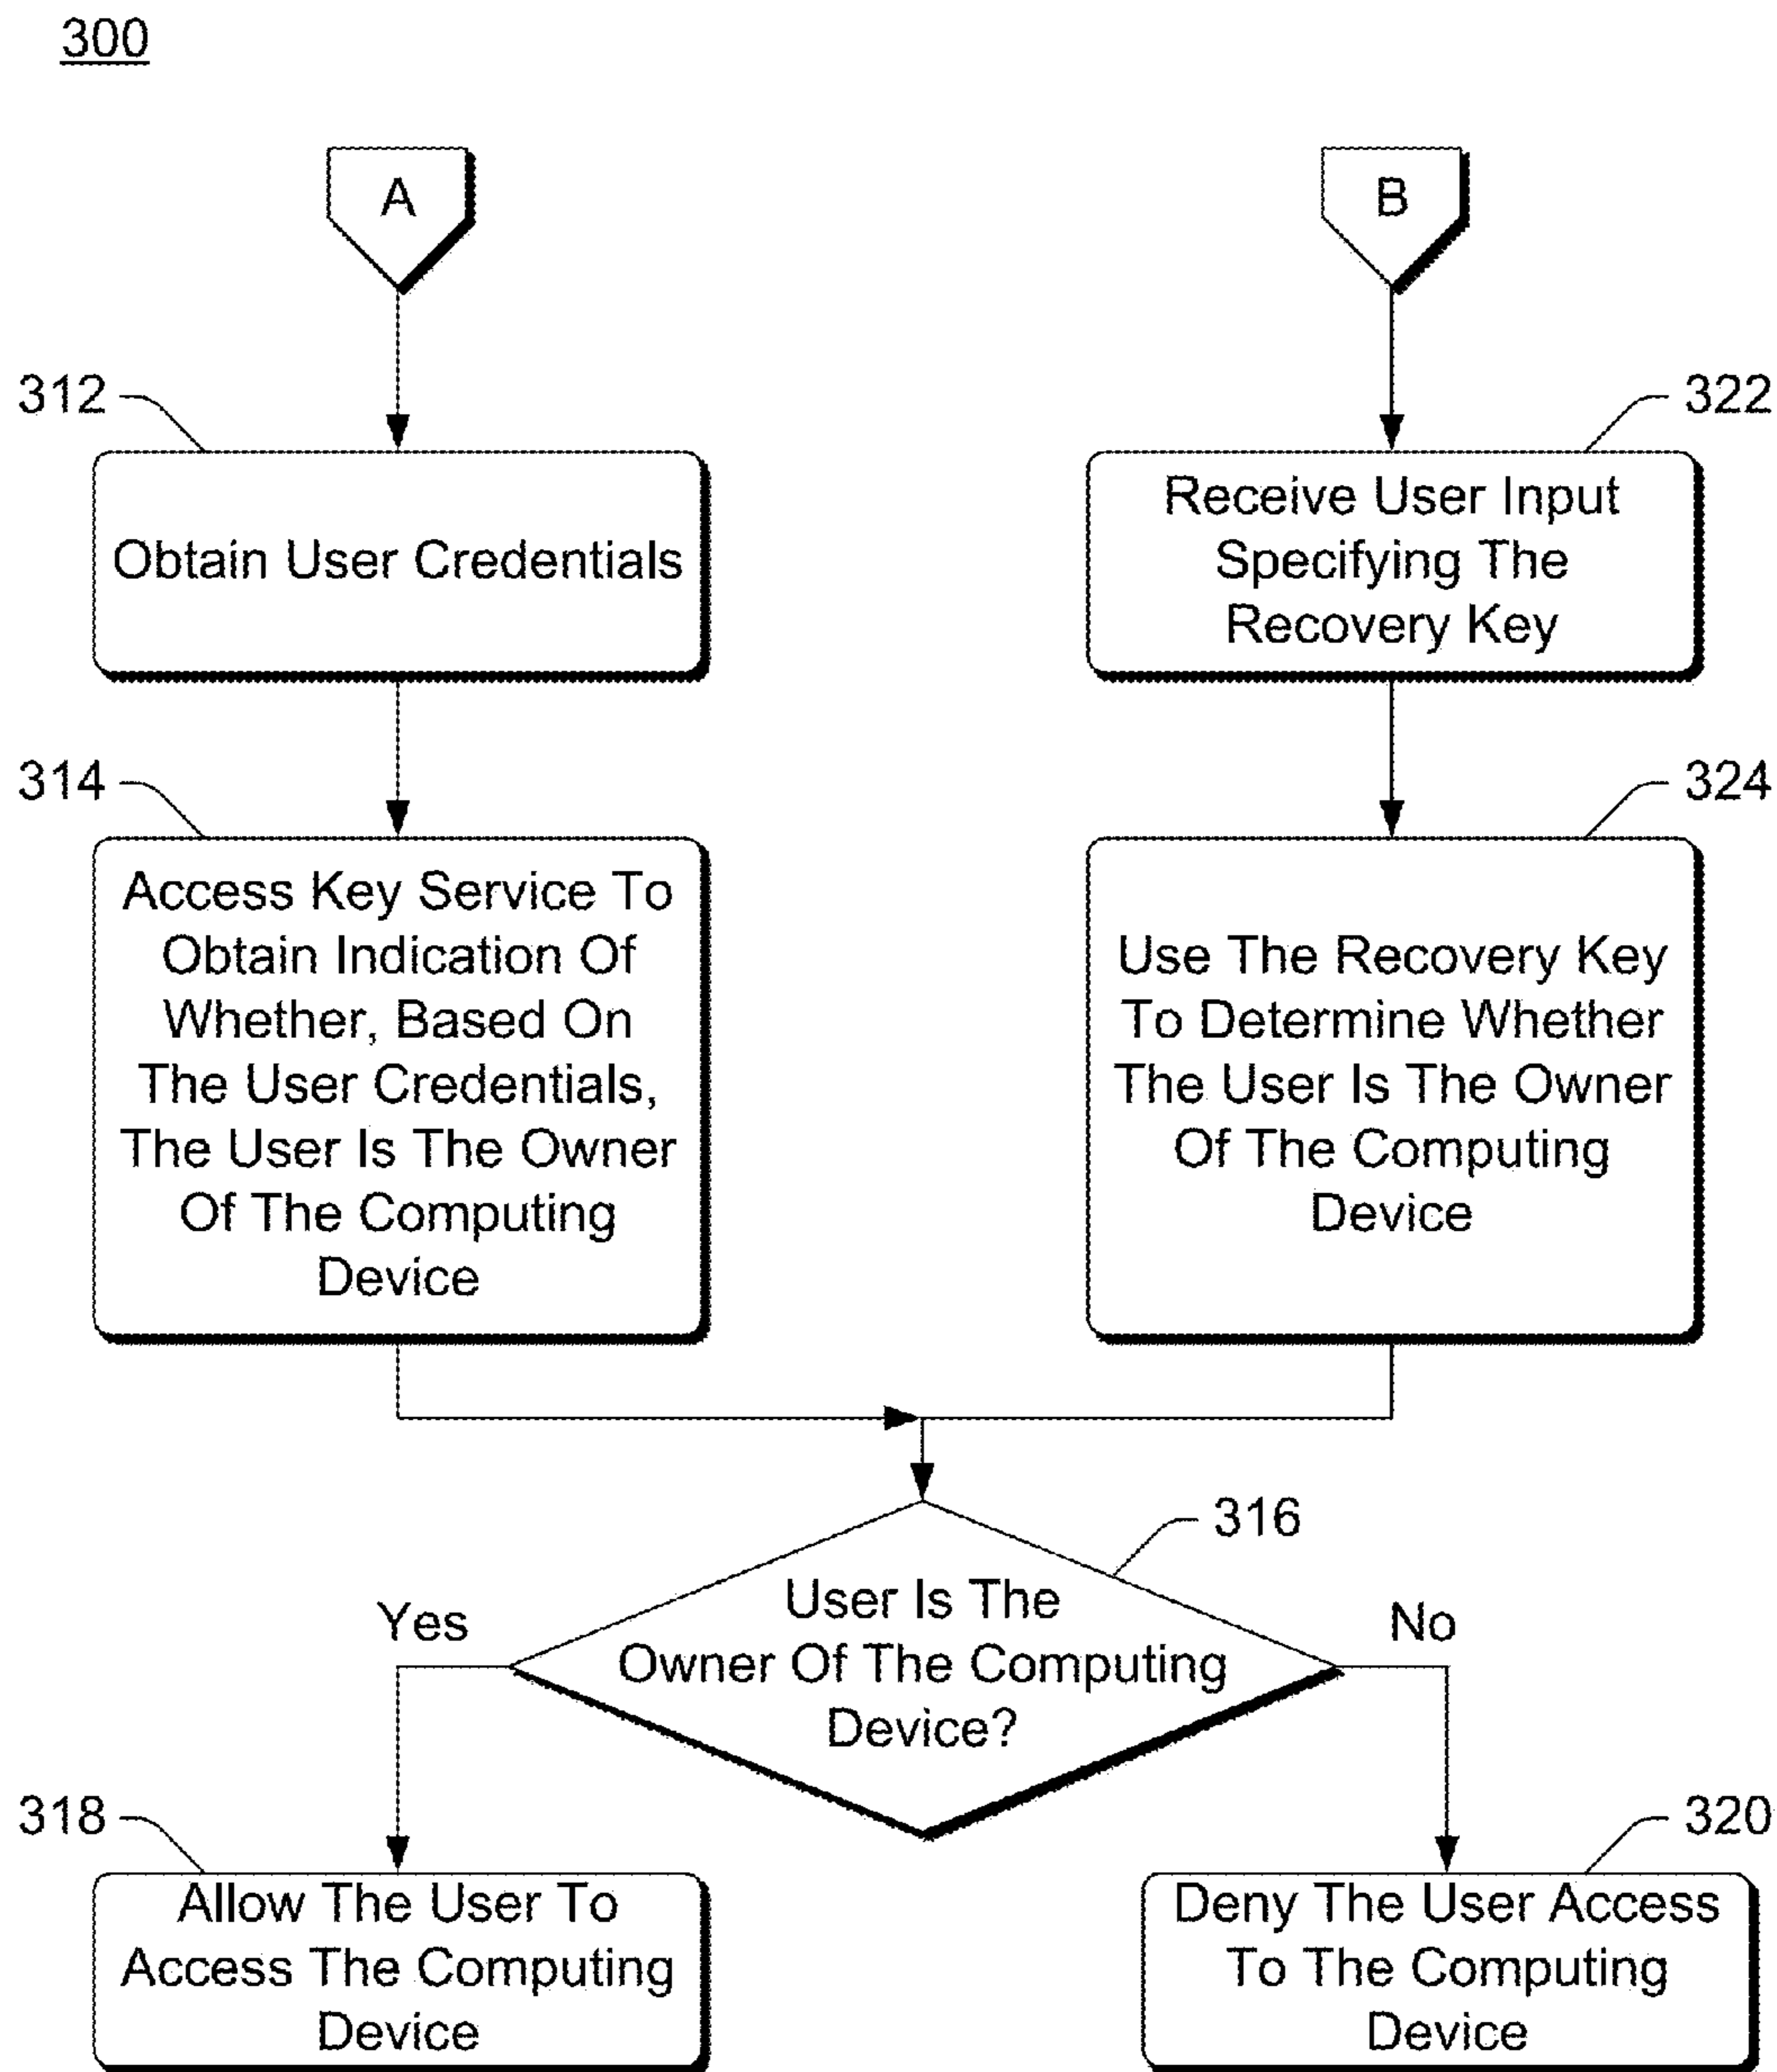 300
A
B
312
322
Obtain User Credentials
Receive User Input
Specifying The
Recovery Key
314
324
Access Key Service To
Obtain Indication Of
Whether, Based On
The User Credentials,
The User Is The Owner
Of The Computing
Device
Use The Recovery Key
To Determine Whether
The User Is The Owner
Of The Computing
Device
316
User Is The
Owner Of The Computing
Device?
Yes
No
318
320
Allow The User To
Access The Computing
Device
Deny The User Access
To The Computing
Device